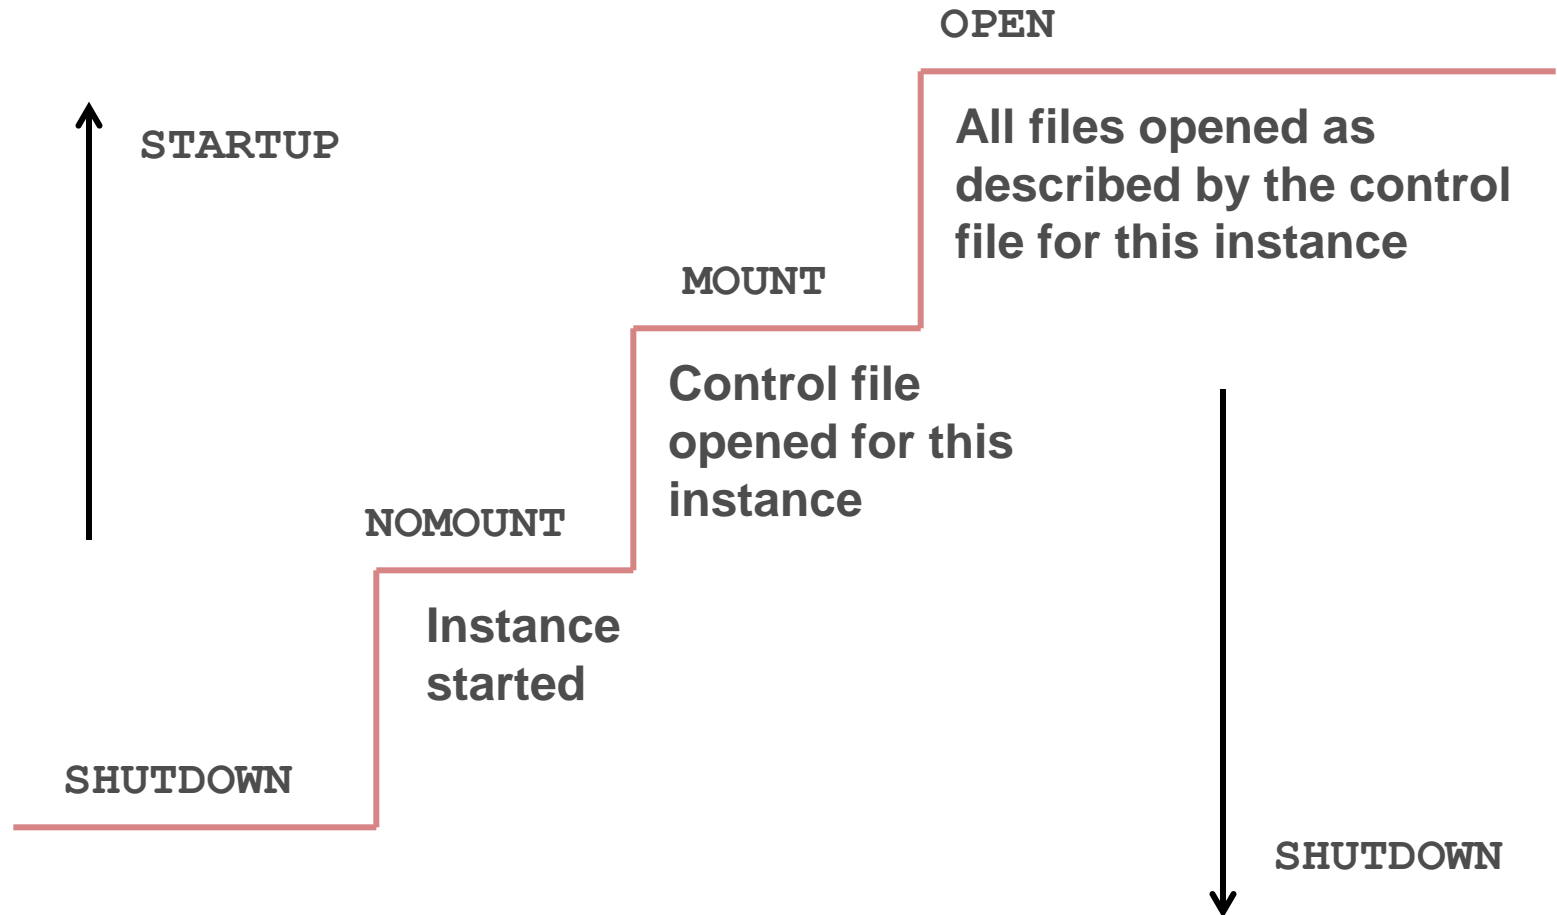 OPEN
STARTUP
All files opened as
described by the control
file for this instance
MOUNT
Control file
opened for this
instance
NOMOUNT
Instance
started
SHUTDOWN
SHUTDOWN